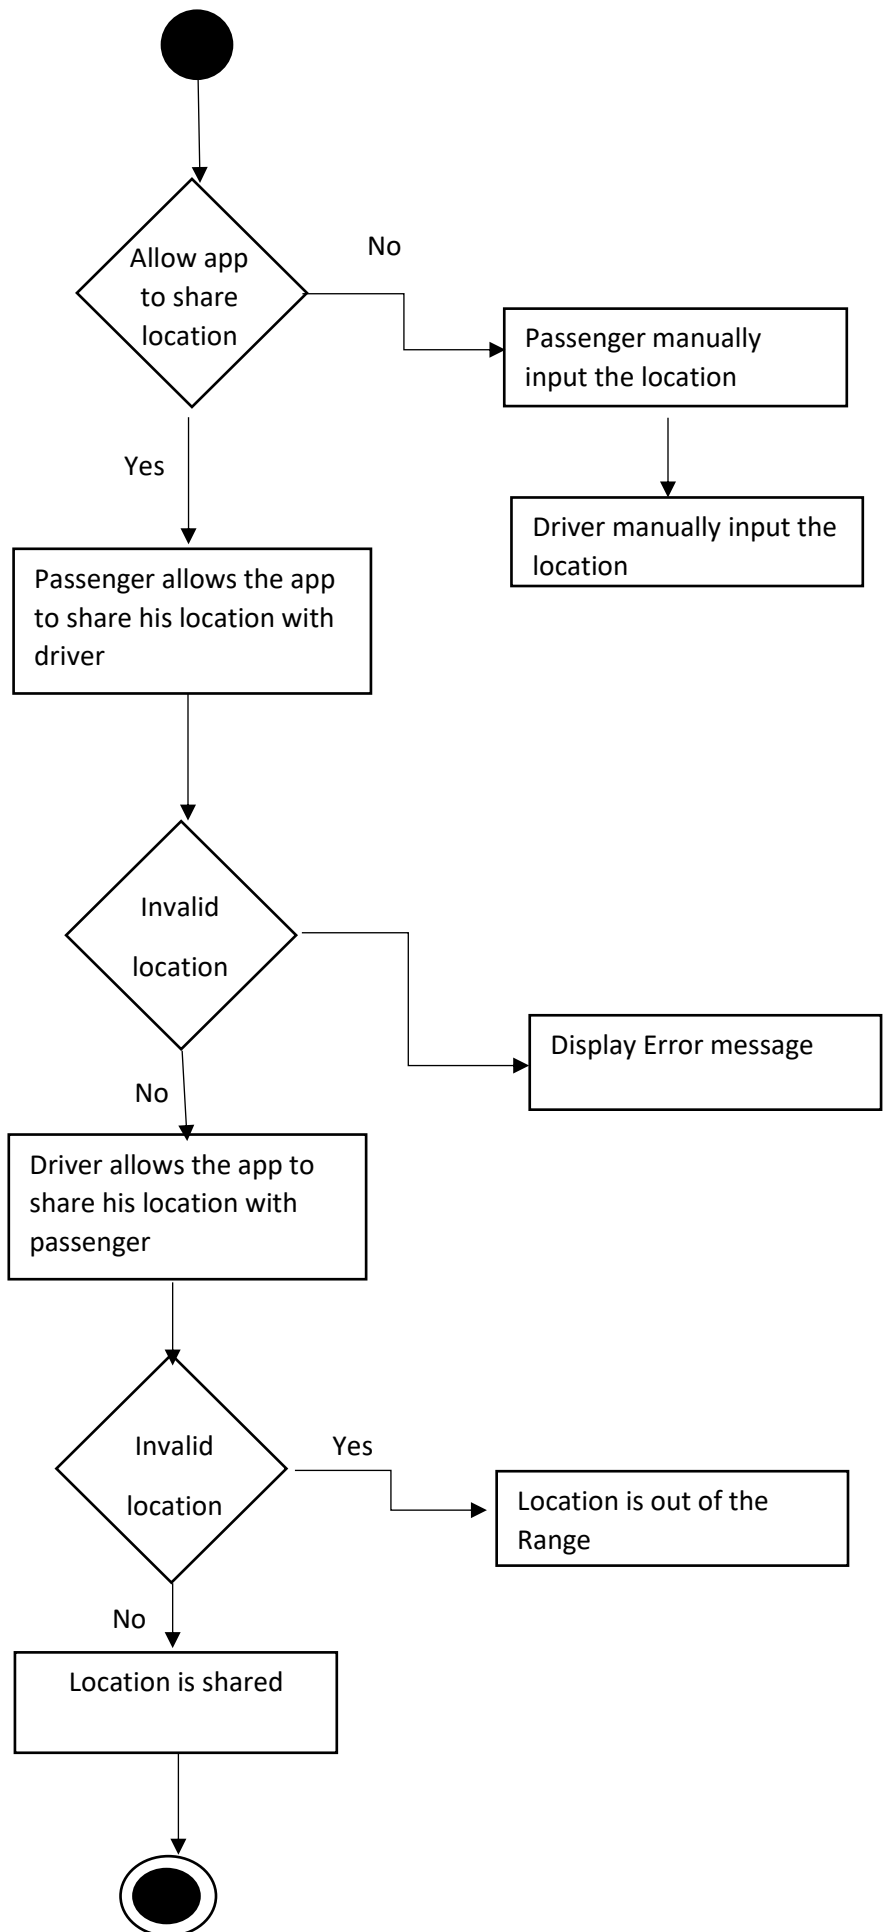 Allow app
to share
location
No
Passenger manually
input the location
Yes
Driver manually input the
location
Passenger allows the app
to share his location with
driver
Invalid
location
Display Error message
No
Driver allows the app to
share his location with
passenger
Invalid
location
Yes
Location is out of the
Range
No
Location is shared